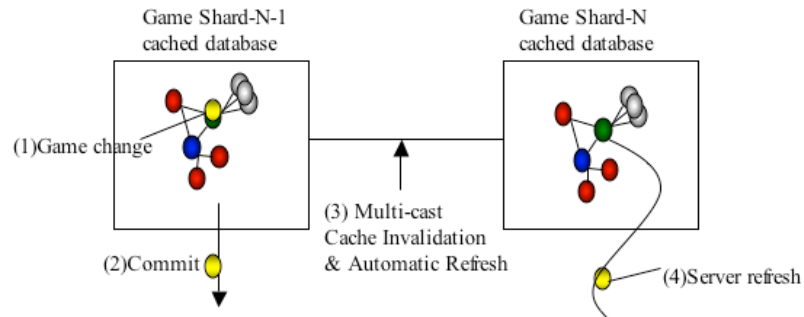 Game Shard-N-1
cached database
Game Shard-N
cached database
(1)Game change
(2)Commit
(3) Multi-cast
Cache Invalidation
& Automatic Refresh
(4)Server refresh